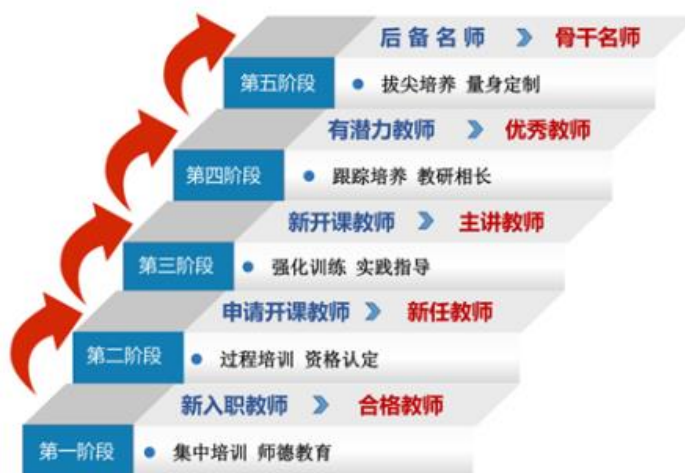 后备名师 » 骨干名师
第五阶段 • 拔尖培养 量身定制
有潜力教师 » 优秀教师
第四阶段 • 跟踪培养 教研相长
新开课教师 » 主讲教师
第三阶段 • 强化训练 实践指导
申请开课教师 » 新任教师
第二阶段 • 过程培训 资格认定
新入职教师 » 合格教师
第一阶段 • 集中培训 师德教育